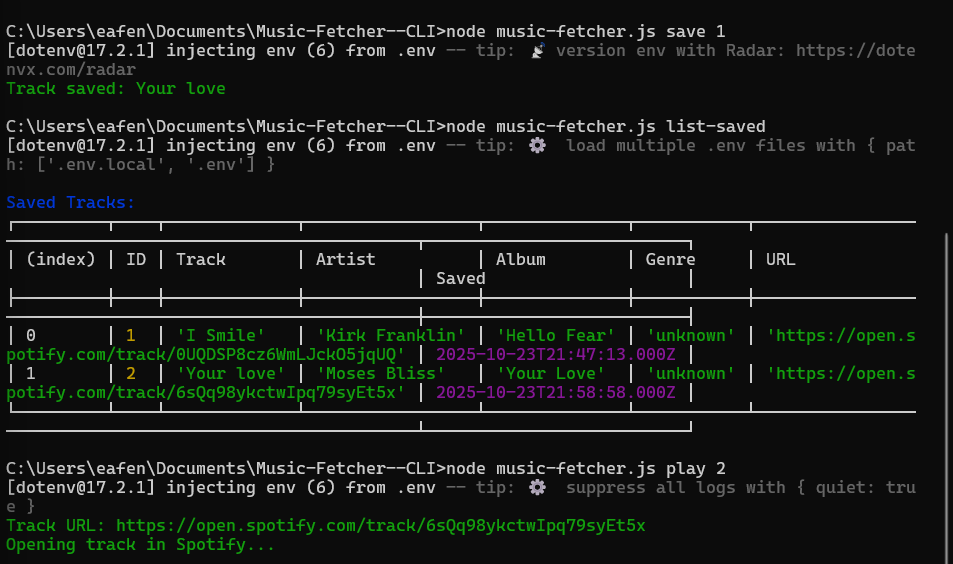 C:\Users\eafen\Documents\Music-Fetcher--CLI>node music-fetcher.js save 1
[dotenv@17.2.1] injecting env (6) from .env -- tip: 📡 version env with Radar: https://dote
nvx.com/radar
Track saved: Your love
C:\Users\eafen\Documents\Music-Fetcher--CLI>node music-fetcher.js list-saved
[dotenv@17.2.1] injecting env (6) from .env -- tip: ⚙️ load multiple .env files with { pat
h: ['.env.local', '.env'] }
Saved Tracks:
│ (index) │ ID │ Track │ Artist │ Album │ Genre │ URL
│ Saved │
│ 0 │ 1 │ 'I Smile' │ 'Kirk Franklin' │ 'Hello Fear' │ 'unknown' │ 'https://open.s
potify.com/track/0UQDSP8cz6WmLJckO5jqUQ' │ 2025-10-23T21:47:13.000Z │
│ 1 │ 2 │ 'Your love' │ 'Moses Bliss' │ 'Your Love' │ 'unknown' │ 'https://open.s
potify.com/track/6sQq98ykctwIpq79syEt5x' │ 2025-10-23T21:58:58.000Z │
C:\Users\eafen\Documents\Music-Fetcher--CLI>node music-fetcher.js play 2
[dotenv@17.2.1] injecting env (6) from .env -- tip: ⚙️ suppress all logs with { quiet: tru
e }
Track URL: https://open.spotify.com/track/6sQq98ykctwIpq79syEt5x
Opening track in Spotify...